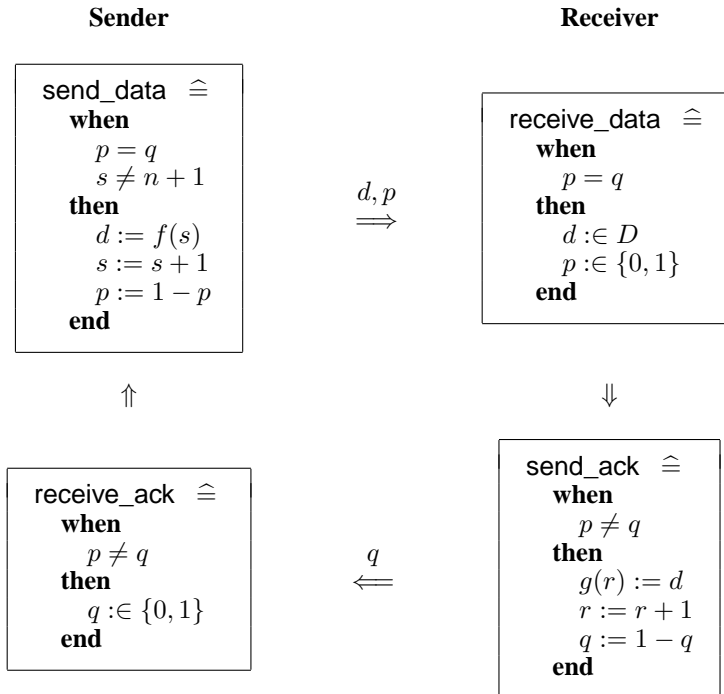 Sender
Receiver
send_data ≙
when
p = q
s ≠ n + 1
then
d := f(s)
s := s + 1
p := 1 − p
end
d, p
⟹
receive_data ≙
when
p = q
then
d :∈ D
p :∈ {0, 1}
end
⇑
⇓
receive_ack ≙
when
p ≠ q
then
q :∈ {0, 1}
end
q
⟸
send_ack ≙
when
p ≠ q
then
g(r) := d
r := r + 1
q := 1 − q
end